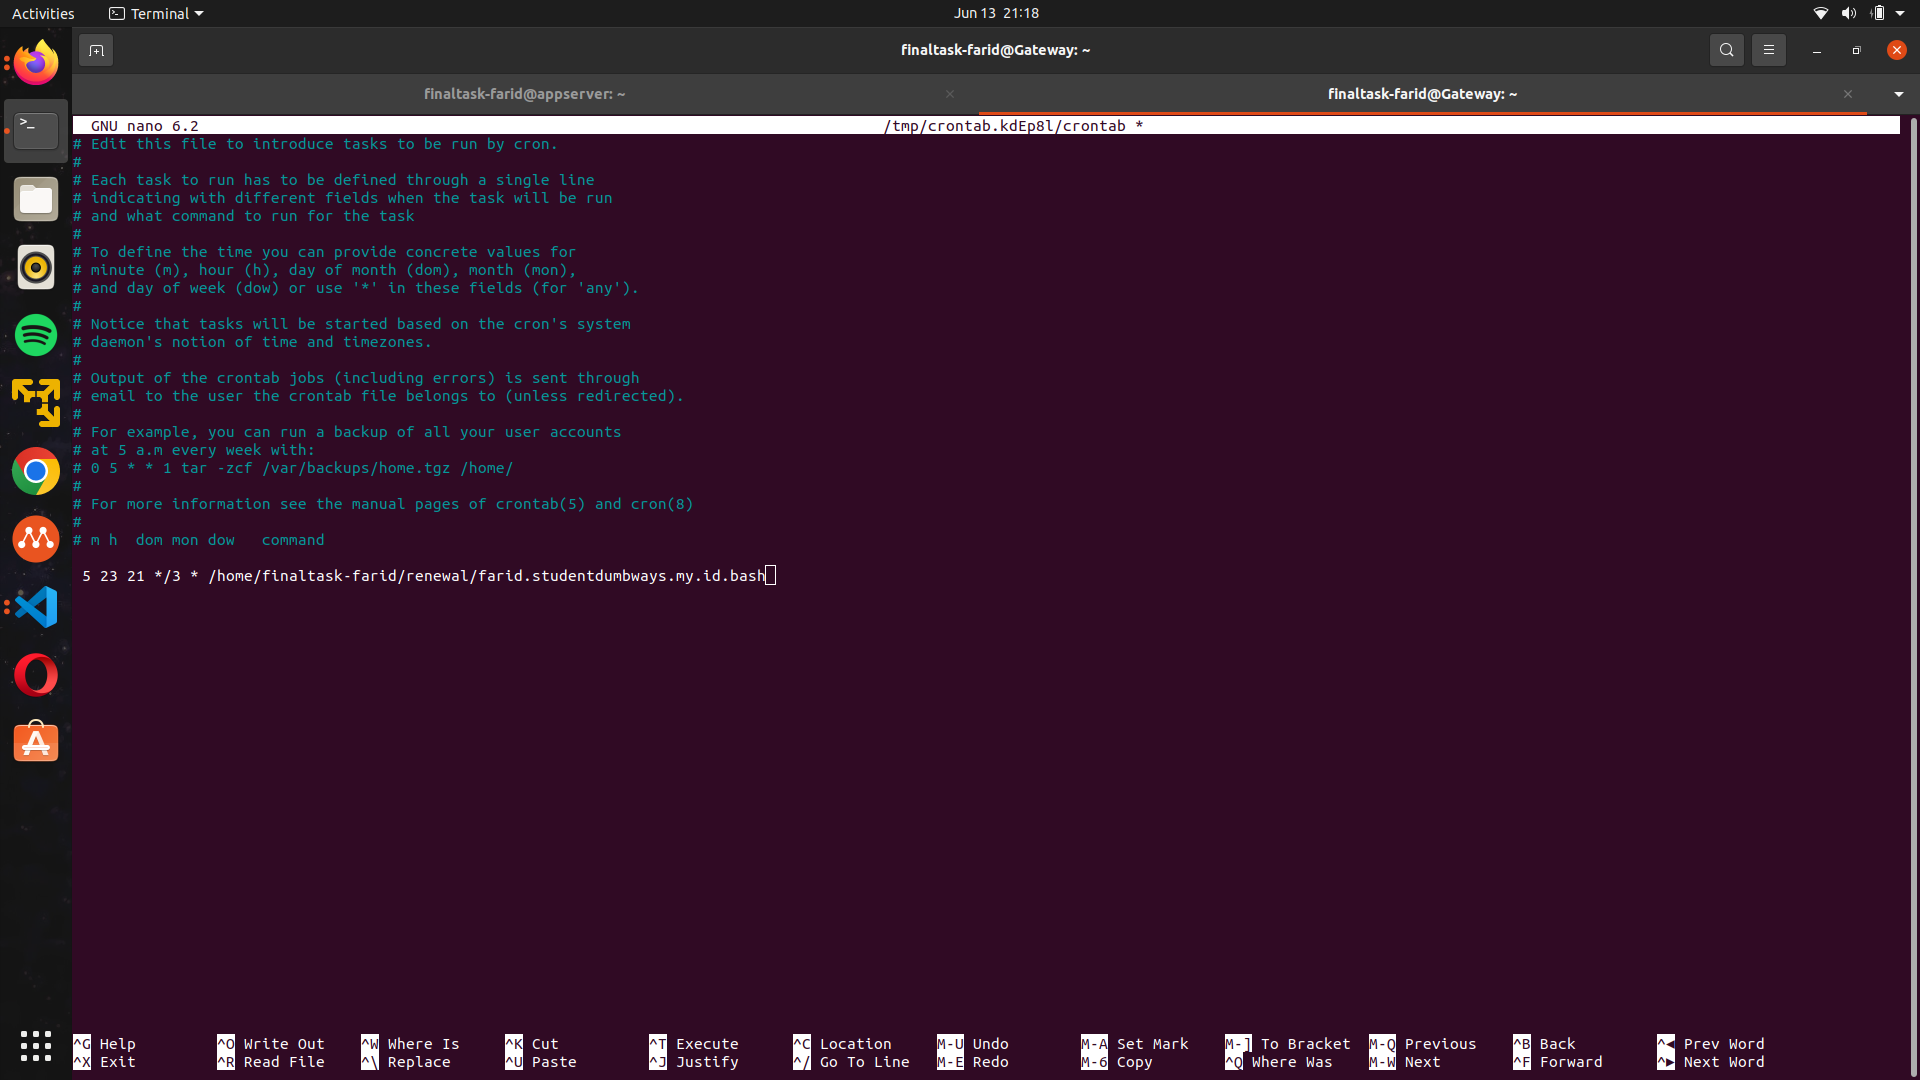 Activities Terminal Jun 13 21:18
finaltask-farid@Gateway: ~
finaltask-farid@appserver: ~ finaltask-farid@Gateway: ~
GNU nano 6.2 /tmp/crontab.kdEp8l/crontab *
# Edit this file to introduce tasks to be run by cron.
#
# Each task to run has to be defined through a single line
# indicating with different fields when the task will be run
# and what command to run for the task
#
# To define the time you can provide concrete values for
# minute (m), hour (h), day of month (dom), month (mon),
# and day of week (dow) or use '*' in these fields (for 'any').
#
# Notice that tasks will be started based on the cron's system
# daemon's notion of time and timezones.
#
# Output of the crontab jobs (including errors) is sent through
# email to the user the crontab file belongs to (unless redirected).
#
# For example, you can run a backup of all your user accounts
# at 5 a.m every week with:
# 0 5 * * 1 tar -zcf /var/backups/home.tgz /home/
#
# For more information see the manual pages of crontab(5) and cron(8)
#
# m h  dom mon dow   command
5 23 21 */3 * /home/finaltask-farid/renewal/farid.studentdumbways.my.id.bash
^G Help ^O Write Out ^W Where Is ^K Cut ^T Execute ^C Location M-U Undo M-A Set Mark M-] To Bracket M-Q Previous ^B Back ^◄ Prev Word
^X Exit ^R Read File ^\ Replace ^U Paste ^J Justify ^/ Go To Line M-E Redo M-6 Copy ^Q Where Was M-W Next ^F Forward ^► Next Word